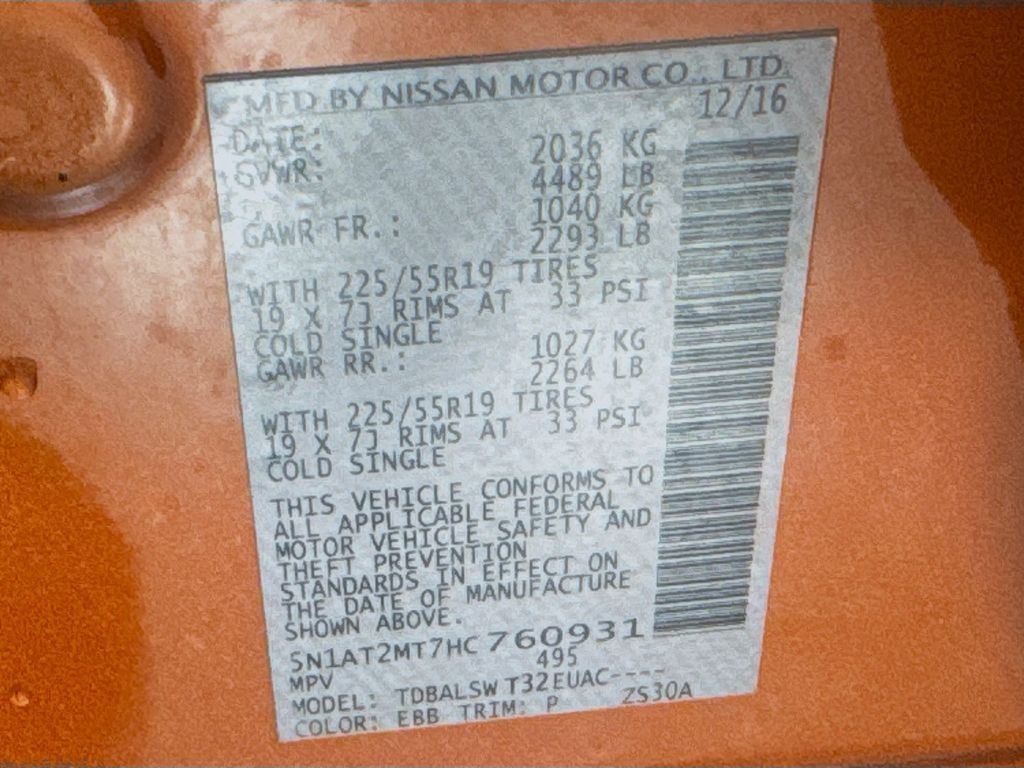 MFD BY NISSAN MOTOR CO., LTD.
DATE: 12/16
GVWR: 2036 KG
4489 LB
GAWR FR.: 1040 KG
2293 LB
WITH 225/55R19 TIRES
19 X 7J RIMS AT 33 PSI
COLD SINGLE
GAWR RR.: 1027 KG
2264 LB
WITH 225/55R19 TIRES
19 X 7J RIMS AT 33 PSI
COLD SINGLE
THIS VEHICLE CONFORMS TO
ALL APPLICABLE FEDERAL
MOTOR VEHICLE SAFETY AND
THEFT PREVENTION
STANDARDS IN EFFECT ON
THE DATE OF MANUFACTURE
SHOWN ABOVE.
5N1AT2MT7HC760931
MPV 495
MODEL: TDBALSW T32EUAC----
COLOR: EBB TRIM: P ZS30A